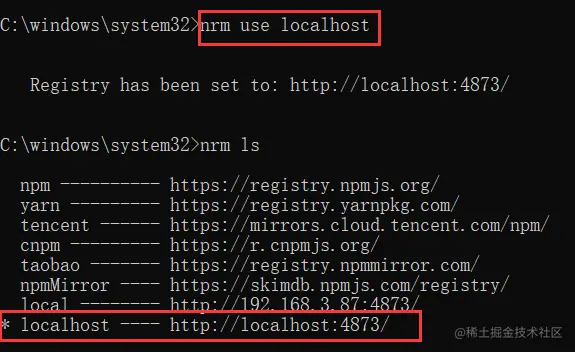 C:\windows\system32>nrm use localhost
Registry has been set to: http://localhost:4873/
C:\windows\system32>nrm ls
npm ---------- https://registry.npmjs.org/
yarn --------- https://registry.yarnpkg.com/
tencent ------ https://mirrors.cloud.tencent.com/npm/
cnpm --------- https://r.cnpmjs.org/
taobao ------- https://registry.npmmirror.com/
npmMirror ---- https://skimdb.npmjs.com/registry/
local -------- http://192.168.3.87:4873/
* localhost ---- http://localhost:4873/
@稀土掘金技术社区